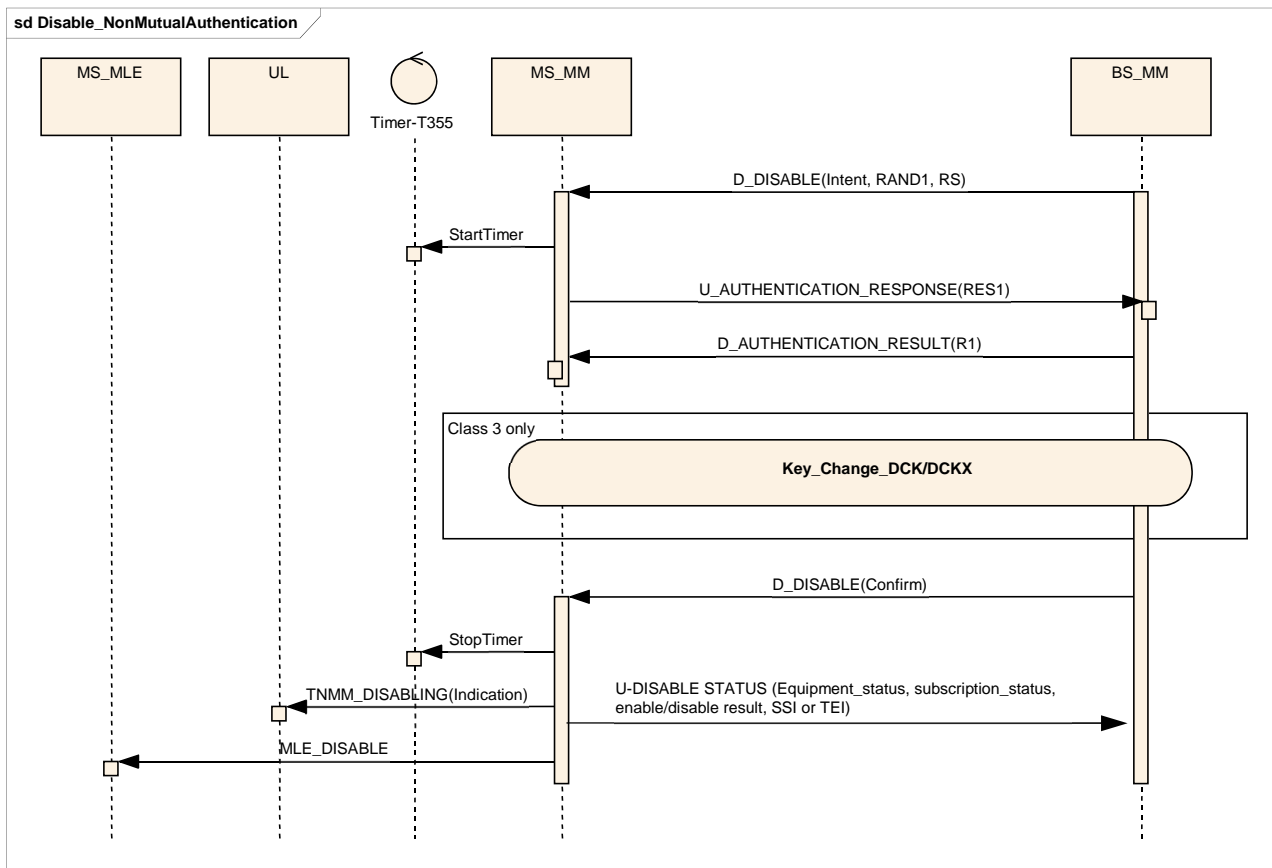 sd Disable_NonMutualAuthentication
MS_MLE
UL
Timer-T355
MS_MM
BS_MM
D_DISABLE(Intent, RAND1, RS)
StartTimer
U_AUTHENTICATION_RESPONSE(RES1)
D_AUTHENTICATION_RESULT(R1)
Class 3 only
Key_Change_DCK/DCKX
D_DISABLE(Confirm)
StopTimer
TNMM_DISABLING(Indication)
U-DISABLE STATUS (Equipment_status, subscription_status,
enable/disable result, SSI or TEI)
MLE_DISABLE